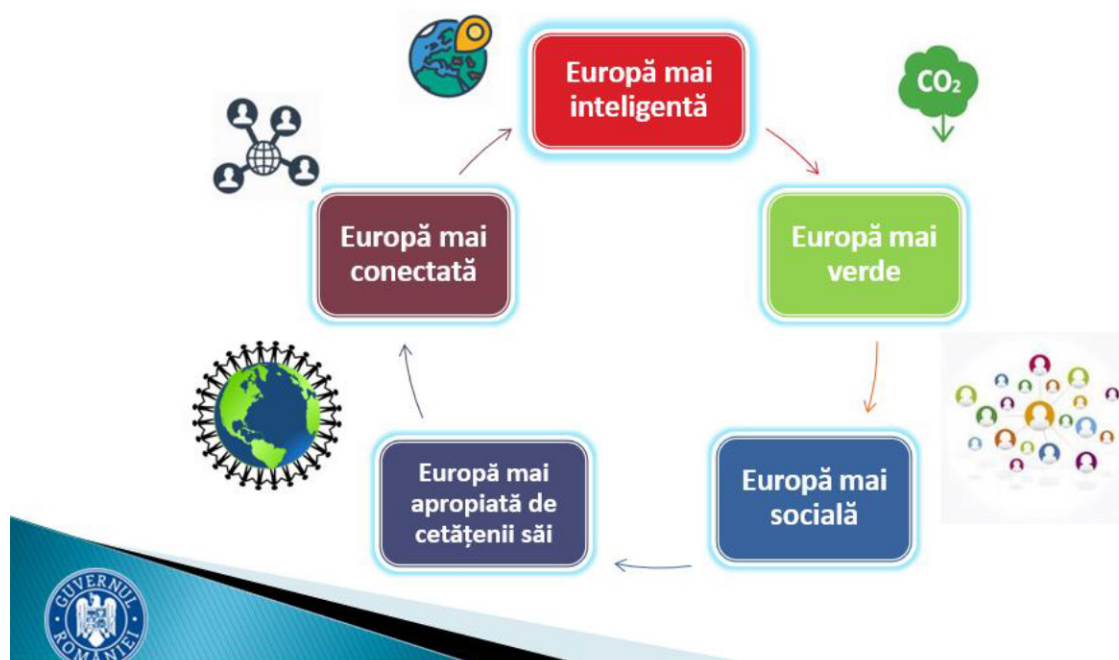 Europă mai
inteligentă
CO₂
Europă mai
verde
Europă mai
socială
Europă mai
apropiată de
cetățenii săi
Europă mai
conectată
GUVERNUL
ROMÂNIEI